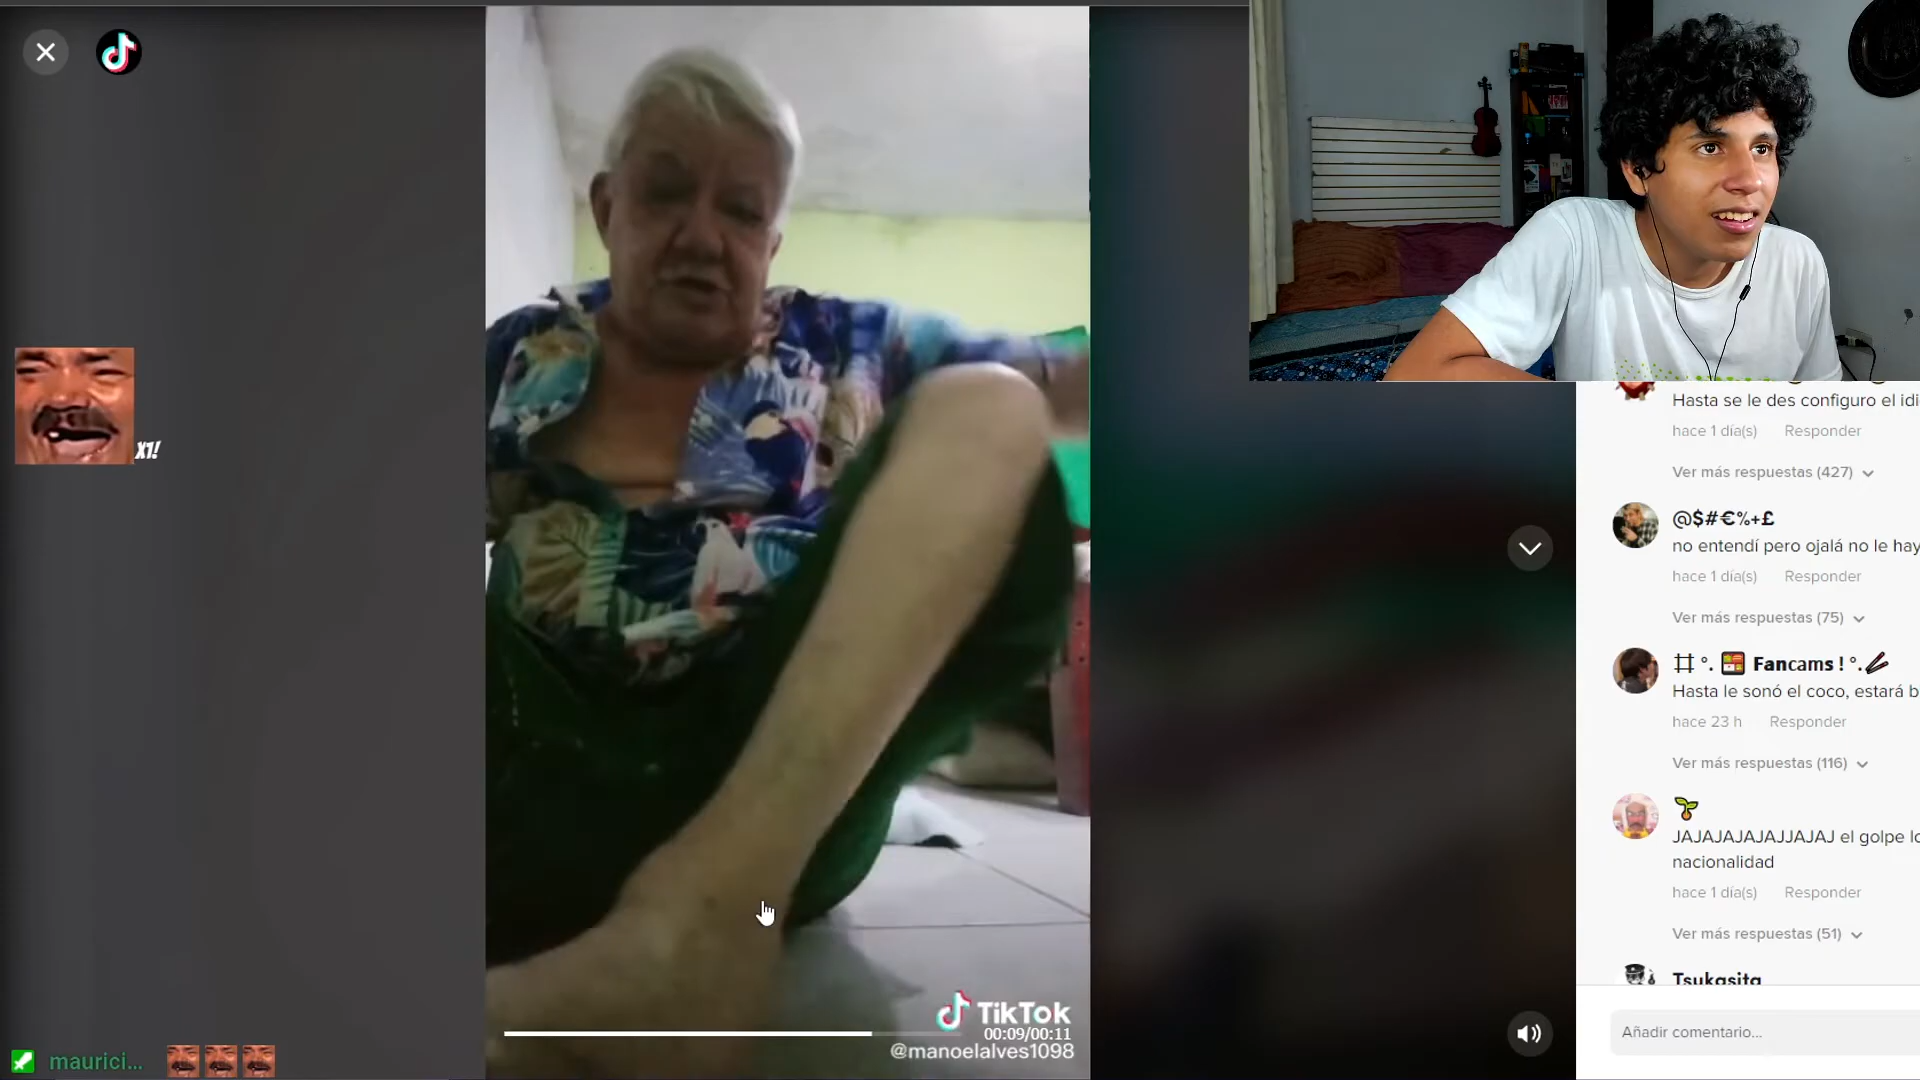 X1!
maurici...
TikTok
00:09/00:11
@manoelalves1098
Hasta se le des configuro el idi
hace 1 día(s) Responder
Ver más respuestas (427)
@$#€%+£
no entendí pero ojalá no le hay
hace 1 día(s) Responder
Ver más respuestas (75)
Fancams ! °.
Hasta le sonó el coco, estará b
hace 23 h Responder
Ver más respuestas (116)
JAJAJAJAJAJJAJAJ el golpe lo
nacionalidad
hace 1 día(s) Responder
Ver más respuestas (51)
Tsukasita
Añadir comentario...